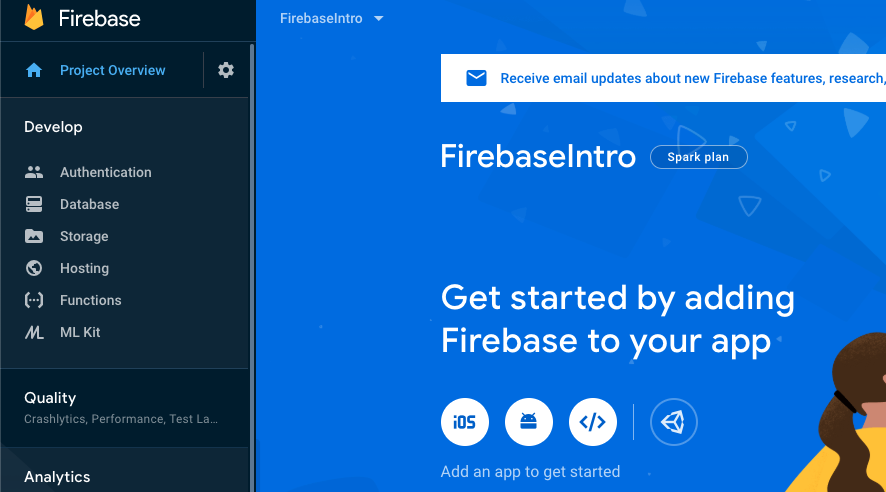 Firebase
FirebaseIntro
Project Overview
Receive email updates about new Firebase features, research,
Develop
FirebaseIntro
Spark plan
Authentication
Database
Storage
Hosting
Functions
ML Kit
Get started by adding
Firebase to your app
Quality
Crashlytics, Performance, Test La...
iOS
Add an app to get started
Analytics